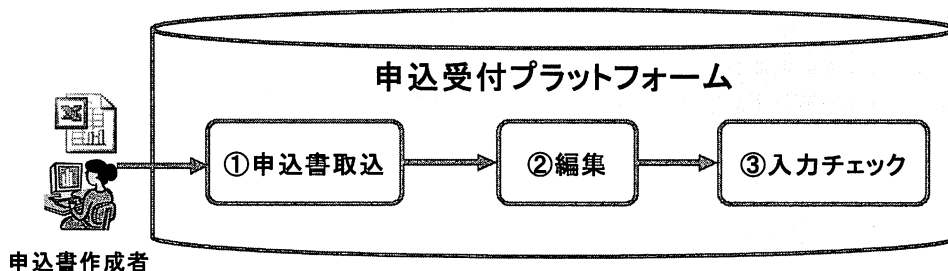 申込受付プラットフォーム
①申込書取込
②編集
③入力チェック
申込書作成者